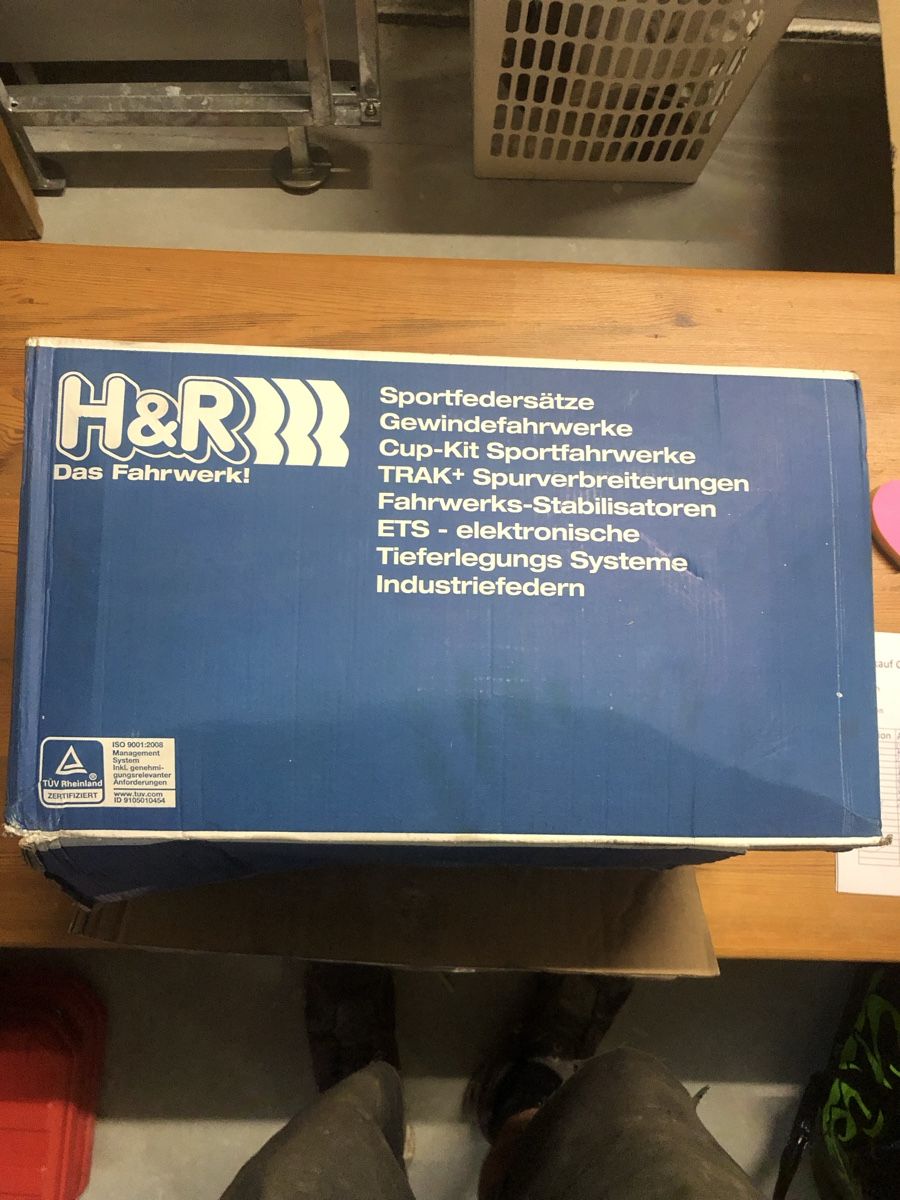 H&R
Das Fahrwerk!
Sportfedersätze
Gewindefahrwerke
Cup-Kit Sportfahrwerke
TRAK+ Spurverbreiterungen
Fahrwerks-Stabilisatoren
ETS - elektronische
Tieferlegungs Systeme
Industriefedern
TÜV Rheinland®
ZERTIFIZIERT
ISO 9001:2008
Management
System
Inkl. genehmi-
gungsrelevanter
Anforderungen
www.tuv.com
ID 9105010454